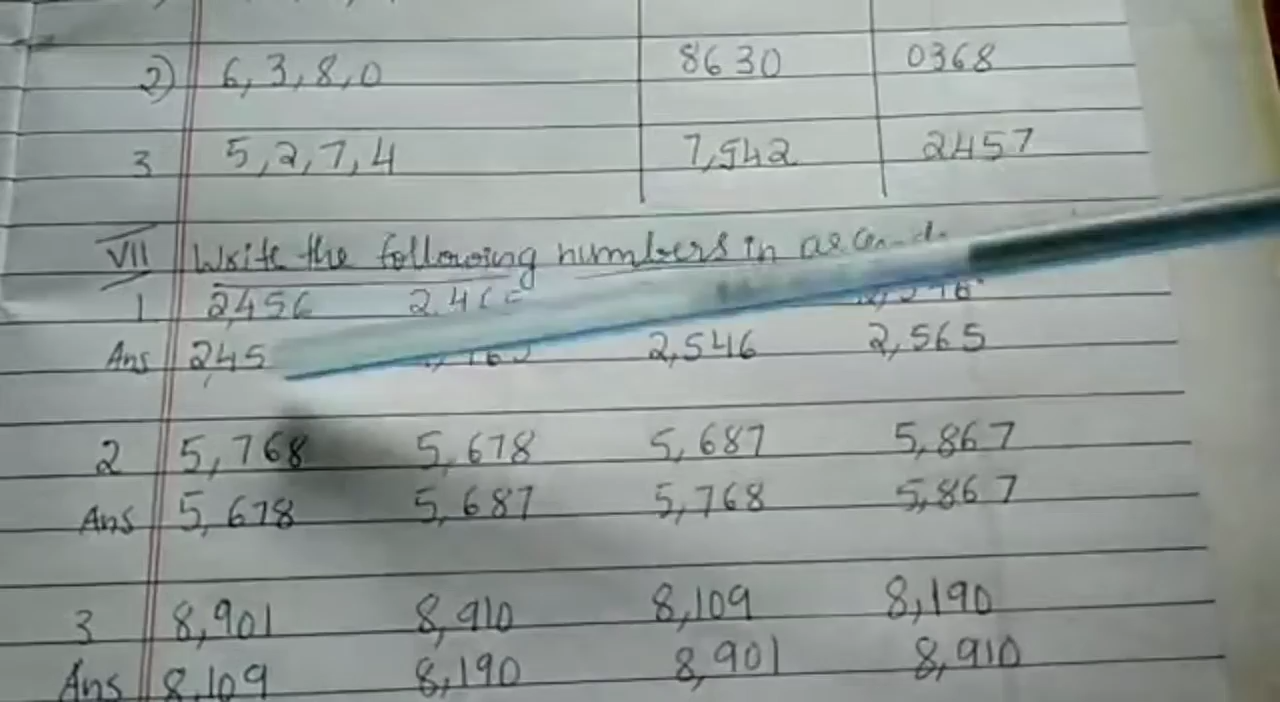 2) 6,3,8,0 8630 0368
3 5,2,7,4 7,542 2457
VII Write the following numbers in
1 2,456
Ans 2,546 2,565
2 5,768 5,678 5,687 5,867
Ans 5,678 5,687 5,768 5,867
3 8,901 8,910 8,109 8,190
Ans 8,109 8,190 8,901 8,910